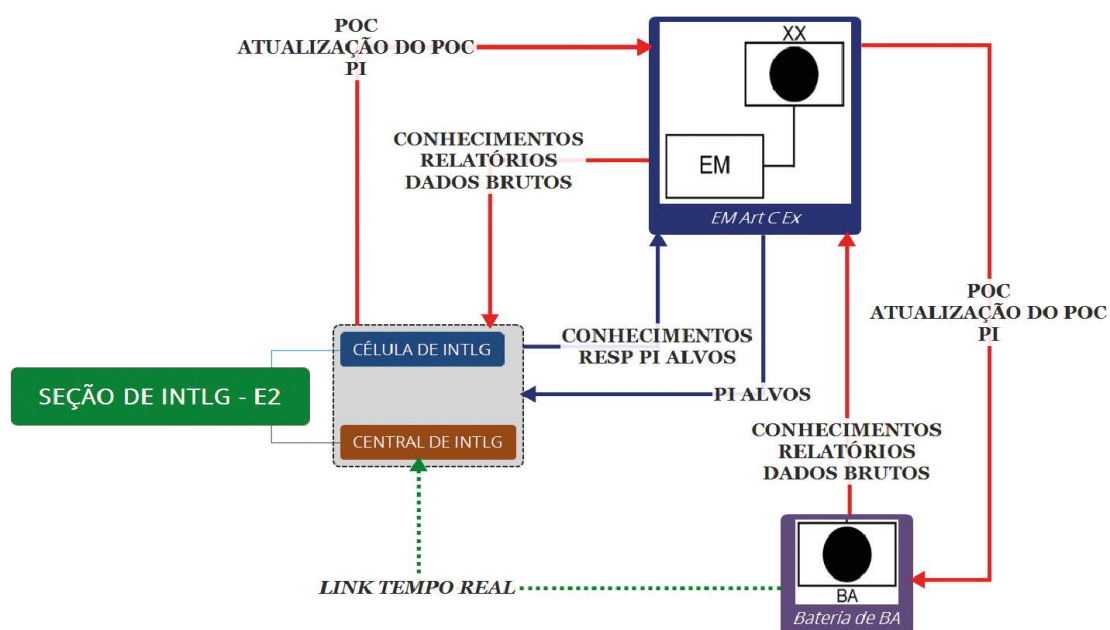 POC
ATUALIZAÇÃO DO POC
PI
XX
EM
EM Art C Ex
CONHECIMENTOS
RELATÓRIOS
DADOS BRUTOS
POC
ATUALIZAÇÃO DO POC
PI
CÉLULA DE INTLG
CONHECIMENTOS
RESP PI ALVOS
SEÇÃO DE INTLG - E2
PI ALVOS
CENTRAL DE INTLG
CONHECIMENTOS
RELATÓRIOS
DADOS BRUTOS
LINK TEMPO REAL
BA
Bateria de BA